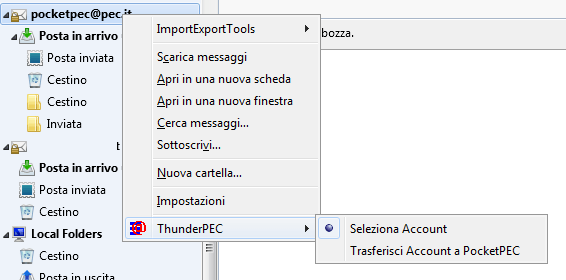 pocketpec@pec.it
Posta in arrivo
Posta inviata
Cestino
Cestino
Inviata
Posta in arrivo
Posta inviata
Cestino
Local Folders
Cestino
Posta in uscita
ImportExportTools
Scarica messaggi
Apri in una nuova scheda
Apri in una nuova finestra
Cerca messaggi...
Sottoscrivi...
Nuova cartella...
Impostazioni
ThunderPEC
bozza.
Seleziona Account
Trasferisci Account a PocketPEC